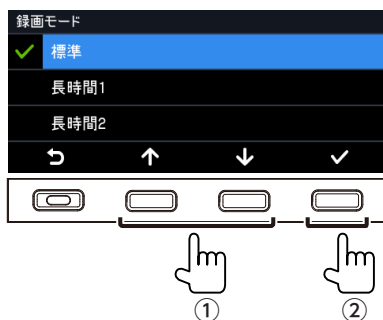 録画モード
標準
長時間1
長時間2
① ②